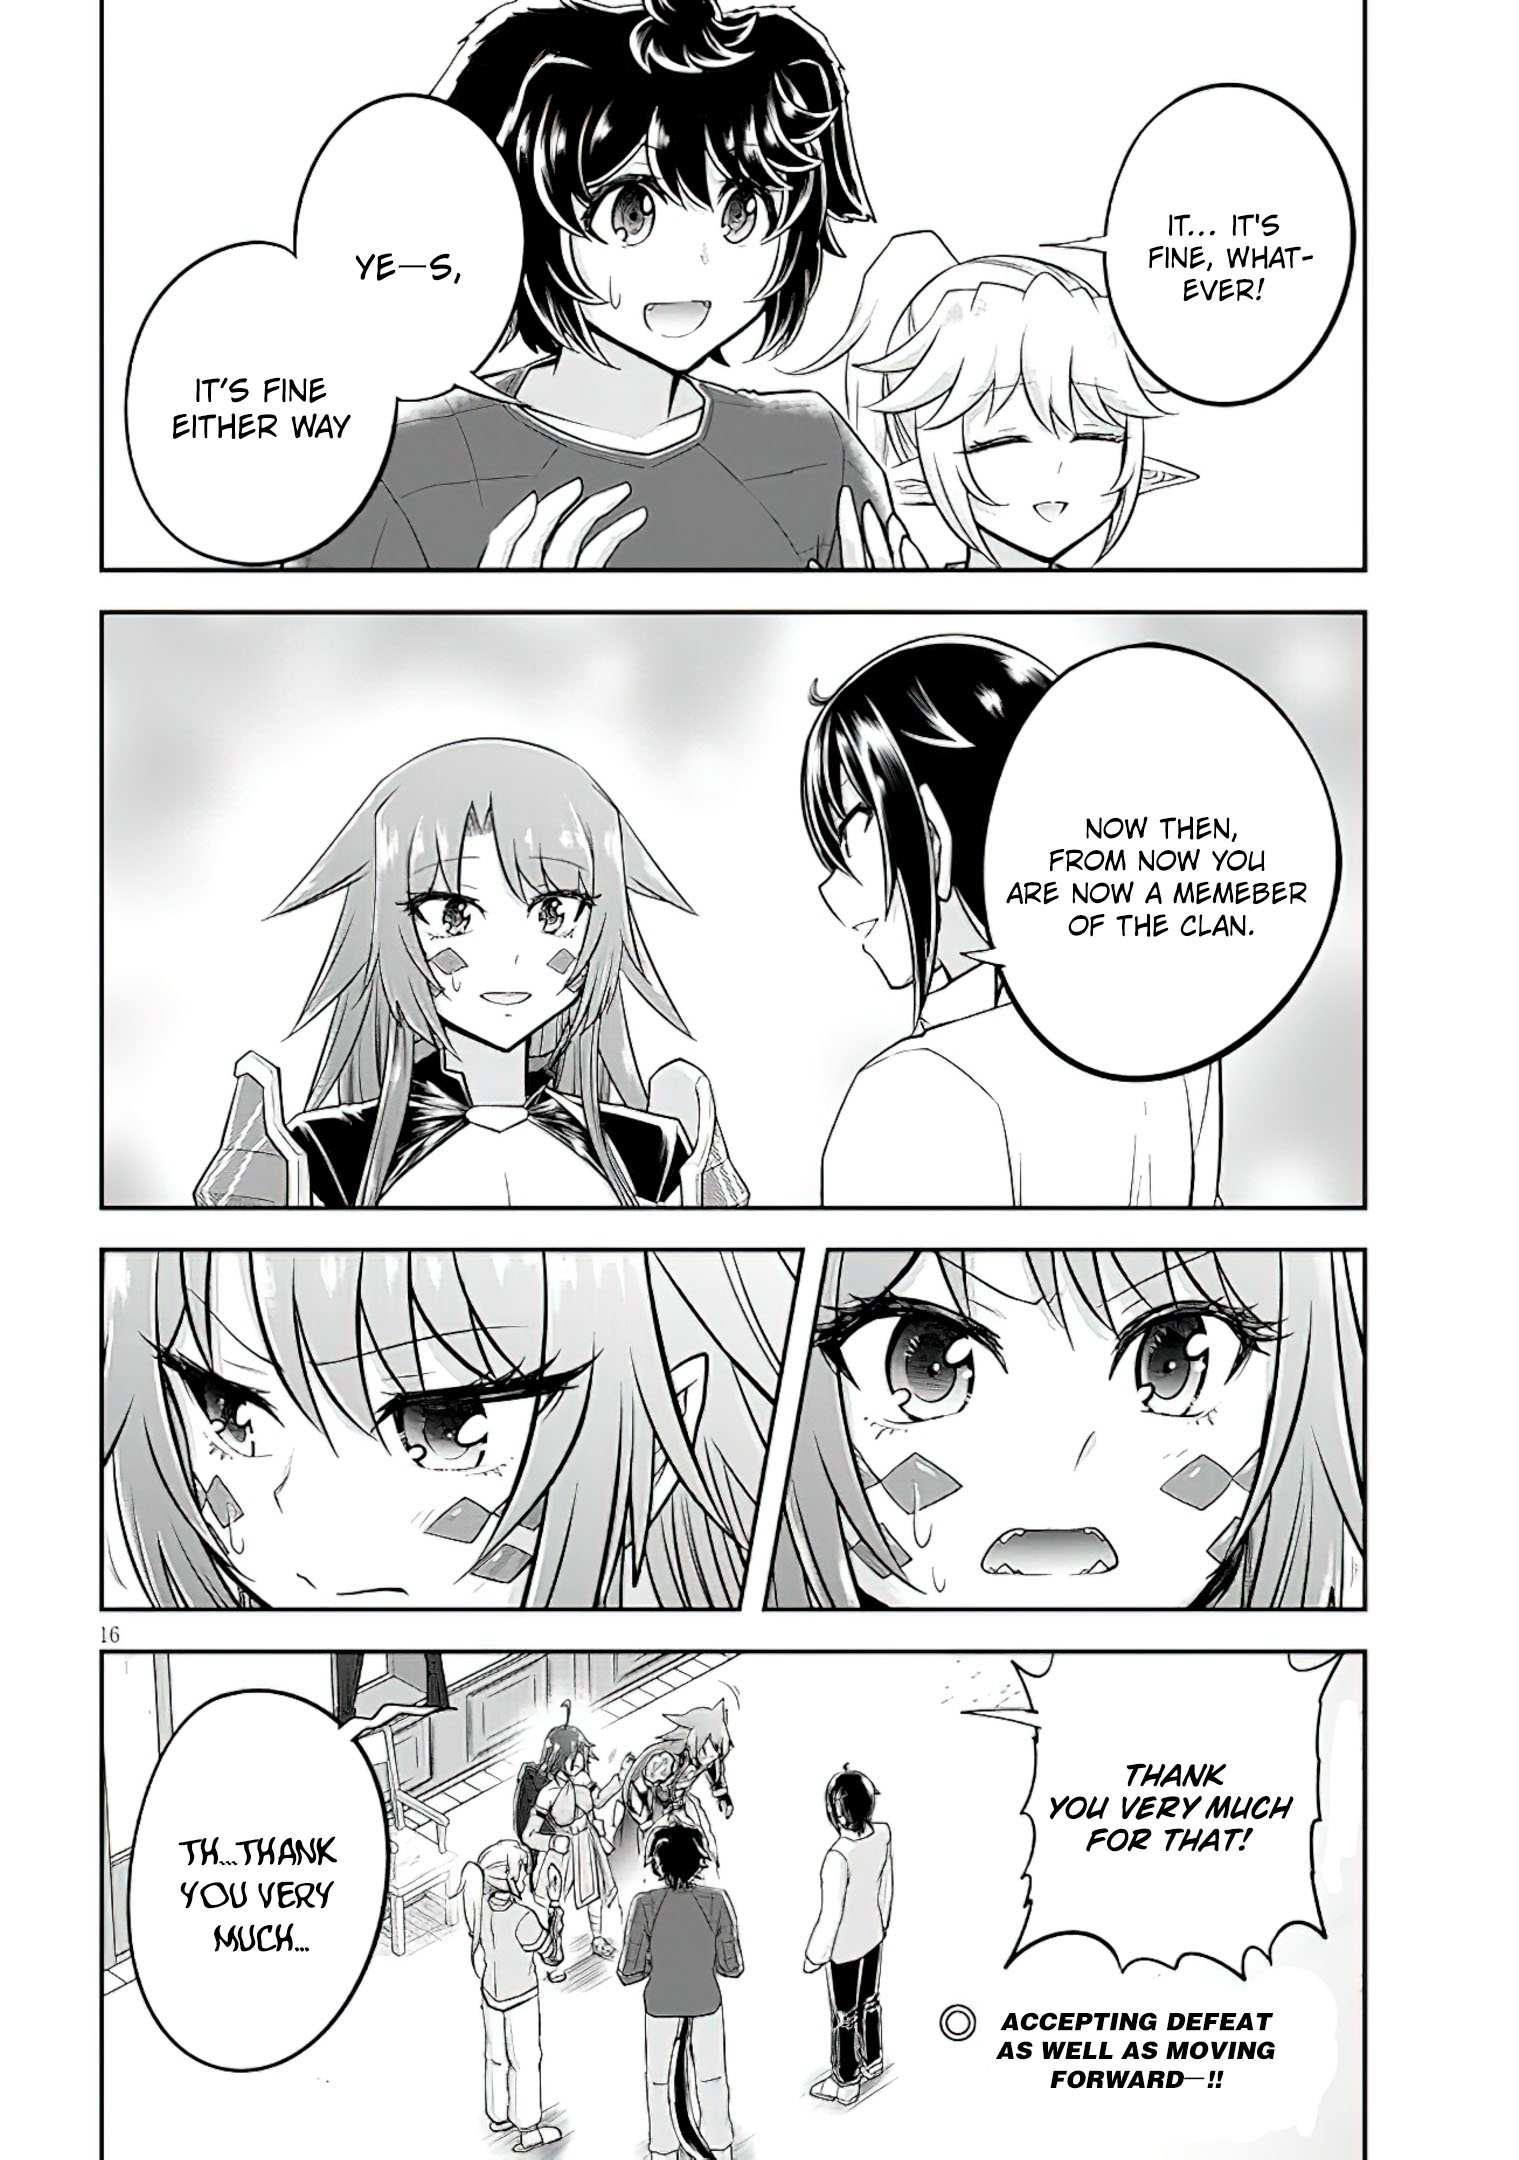 IT... IT'S
FINE, WHAT-
EVER!
YE—S,
IT'S FINE
EITHER WAY
NOW THEN,
FROM NOW YOU
ARE NOW A MEMEBER
OF THE CLAN.
16
THANK
YOU VERY MUCH
FOR THAT!
TH...THANK
YOU VERY
MUCH...
ACCEPTING DEFEAT
AS WELL AS MOVING
FORWARD—!!